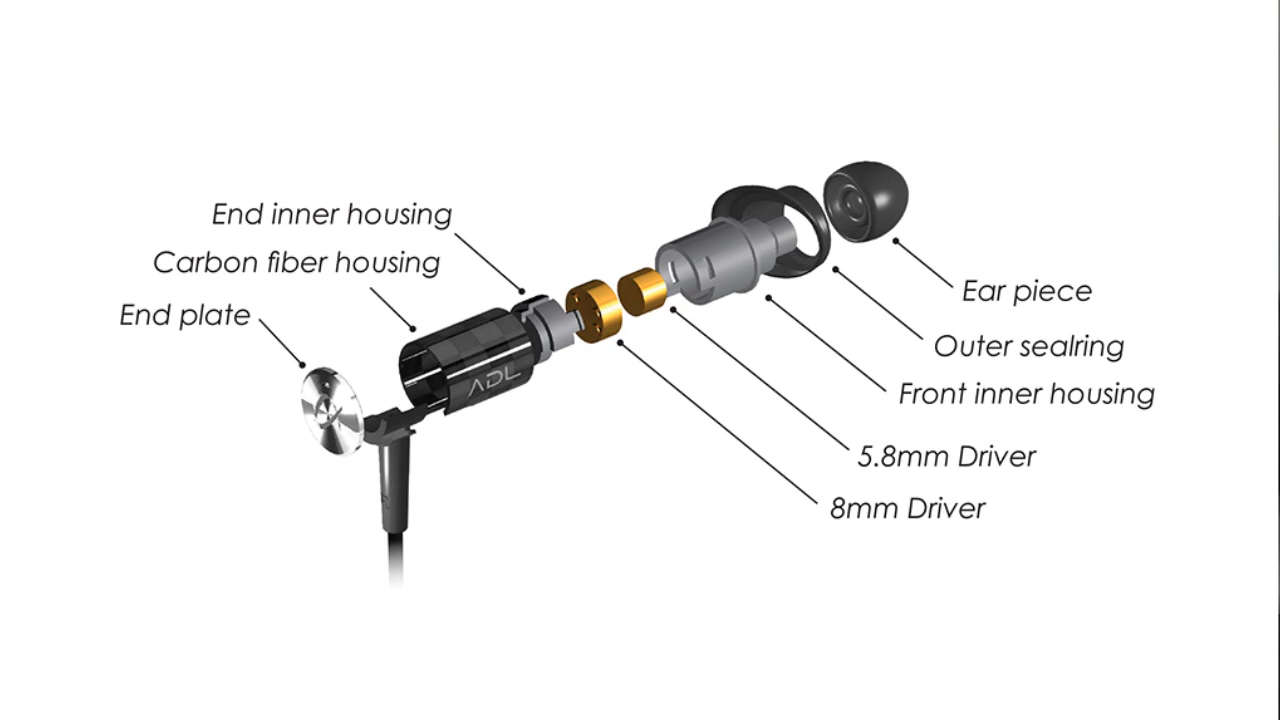 End inner housing
Carbon fiber housing
End plate
ADL
Ear piece
Outer sealring
Front inner housing
5.8mm Driver
8mm Driver